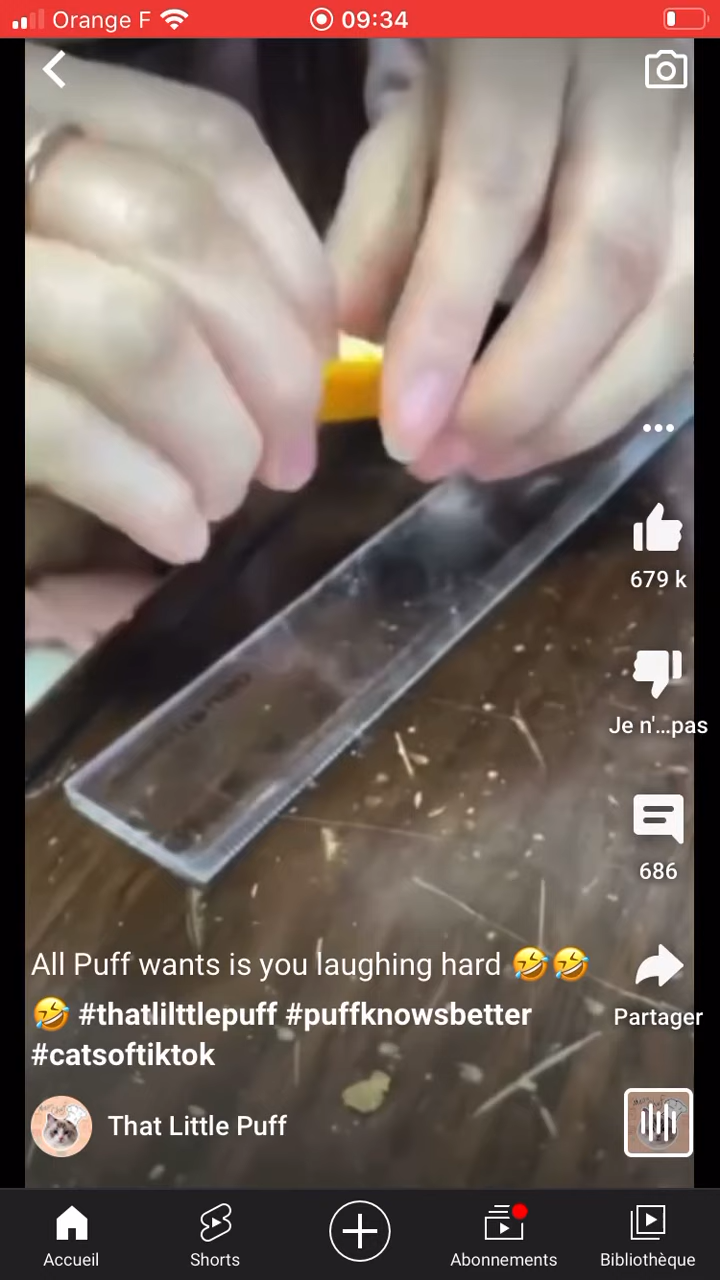 Orange F 09:34
679 k
Je n'...pas
686
All Puff wants is you laughing hard 🤣🤣
🤣 #thatlilttlepuff #puffknowsbetter
#catsoftiktok
Partager
That Little Puff
Accueil Shorts Abonnements Bibliothèque